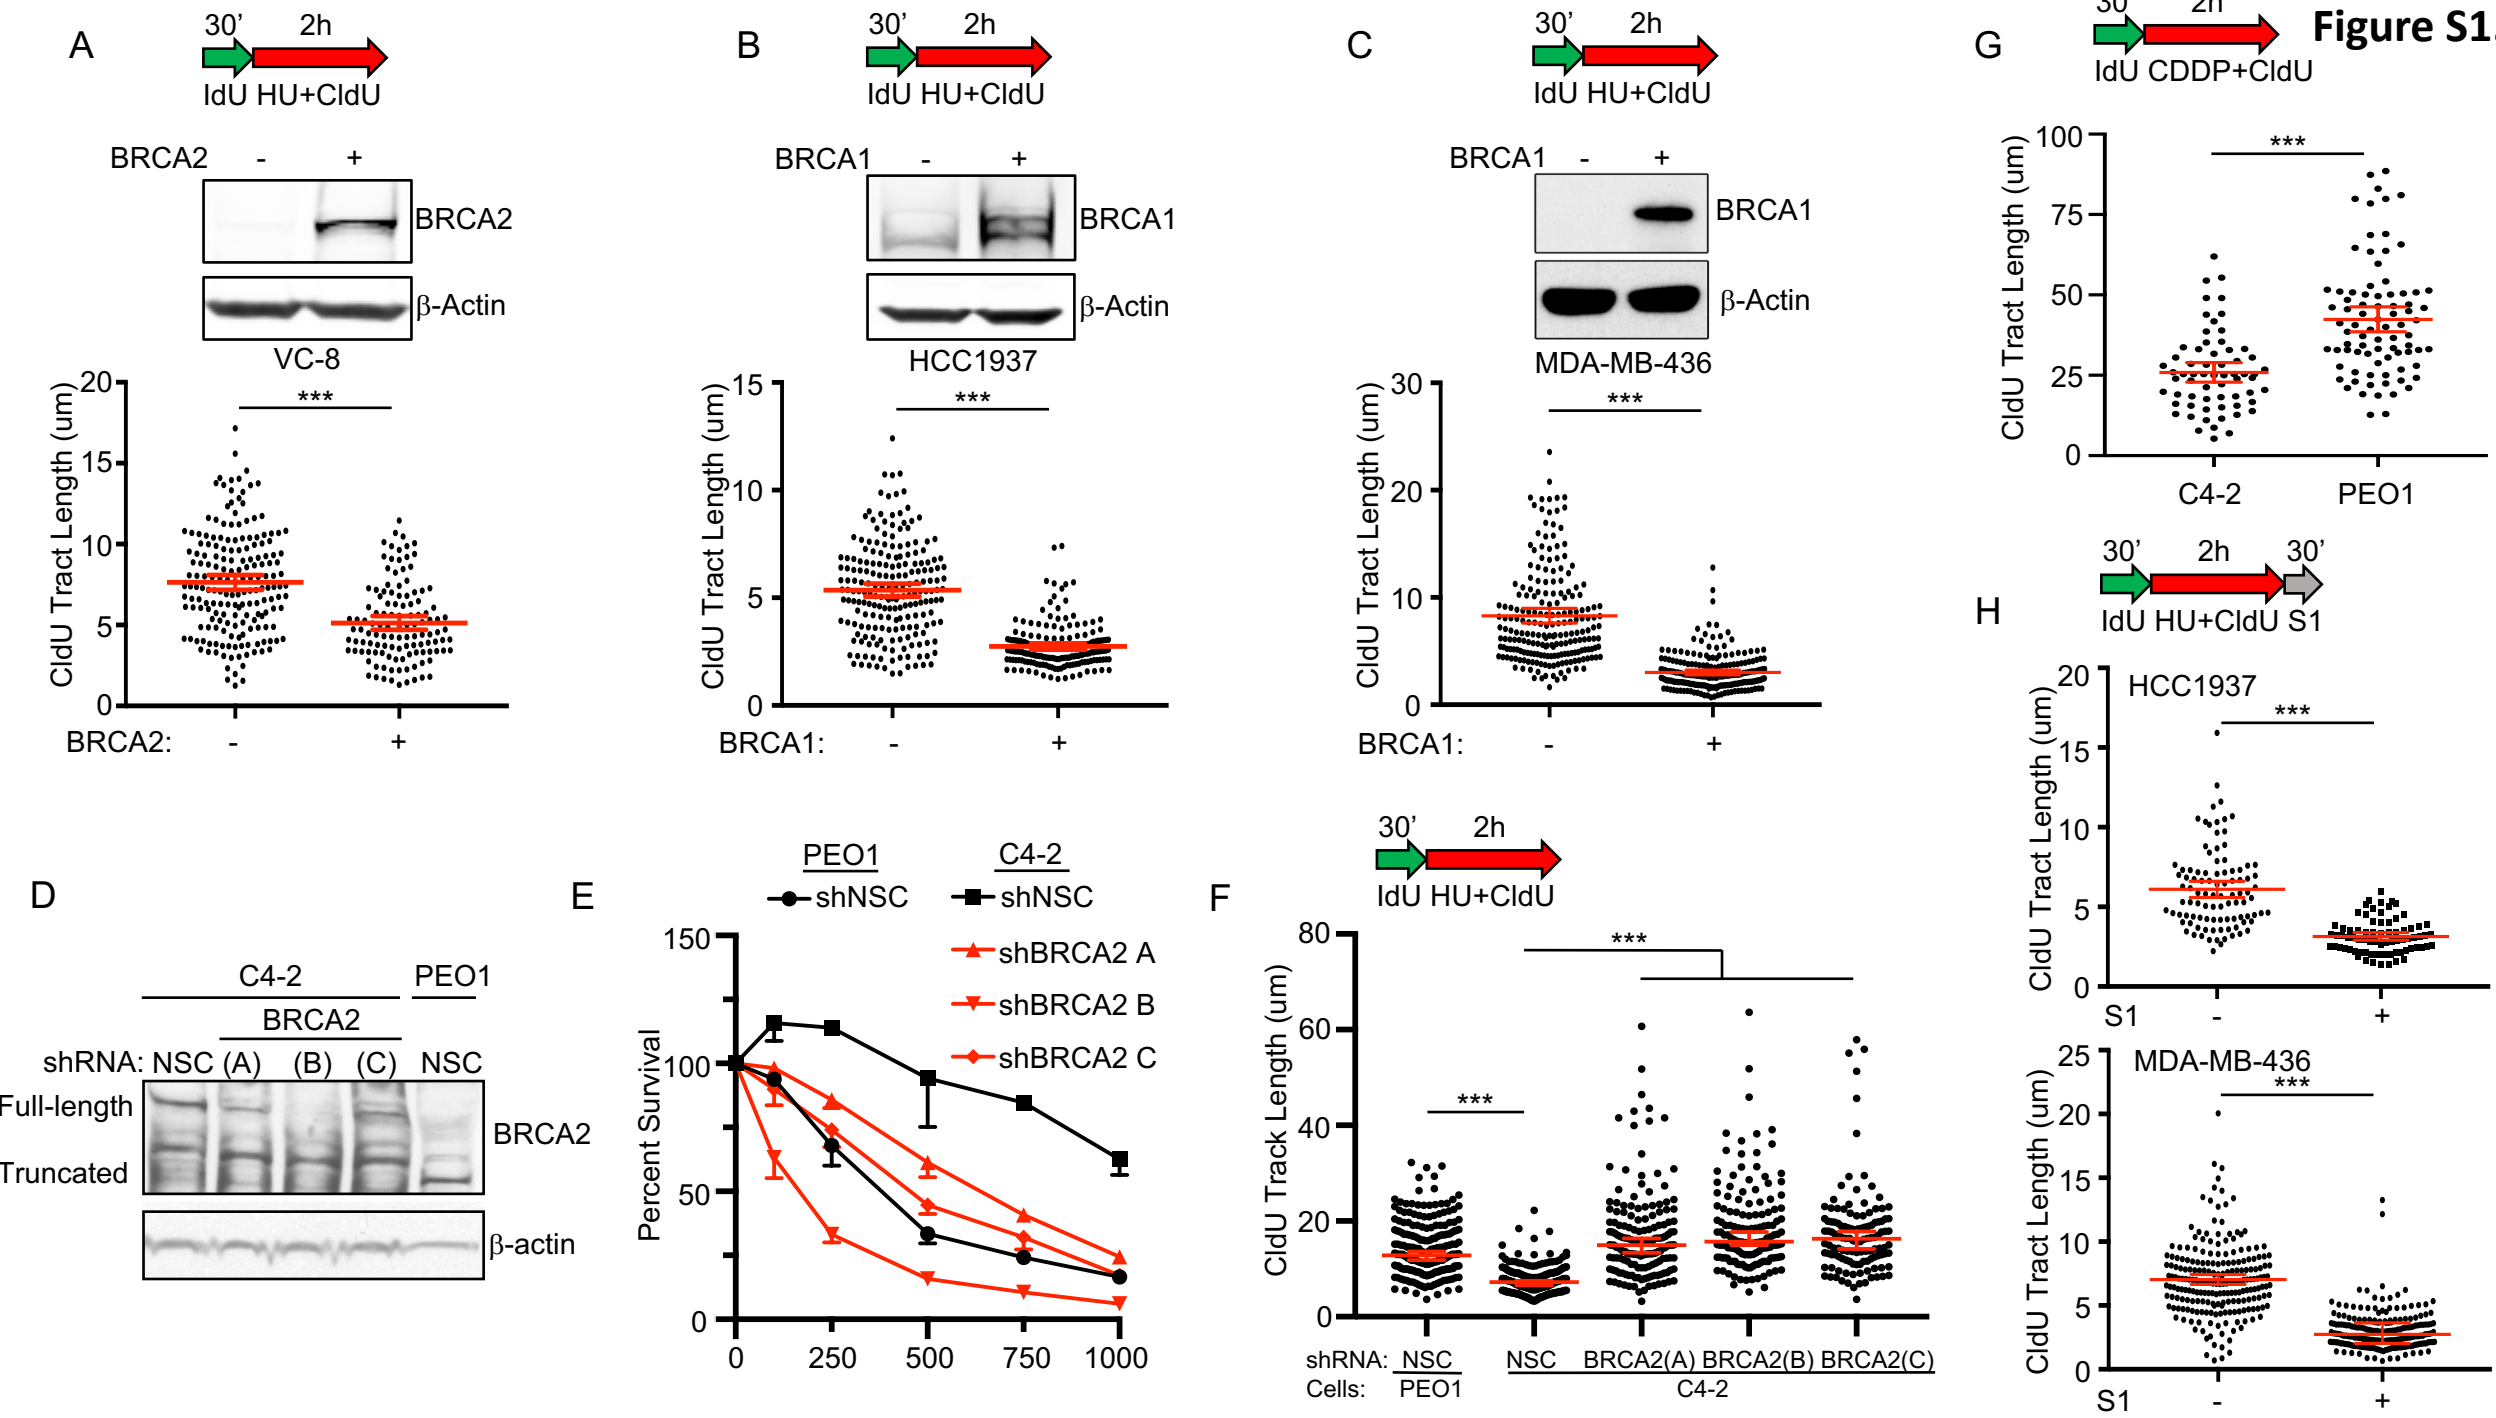 Figure S1.
A
30’ 2h
IdU HU+CldU
BRCA2 - +
BRCA2
β-Actin
VC-8
CldU Tract Length (um)
20
15
10
5
0
***
BRCA2: - +
B
30’ 2h
IdU HU+CldU
BRCA1 - +
BRCA1
β-Actin
HCC1937
CldU Tract Length (um)
15
10
5
0
***
BRCA1: - +
C
30’ 2h
IdU HU+CldU
BRCA1 - +
BRCA1
β-Actin
MDA-MB-436
CldU Tract Length (um)
30
20
10
0
***
BRCA1: - +
D
C4-2 PEO1
BRCA2
shRNA: NSC (A) (B) (C) NSC
Full-length
Truncated
BRCA2
β-actin
E
PEO1 C4-2
shNSC shNSC
shBRCA2 A
shBRCA2 B
shBRCA2 C
Percent Survival
150
100
50
0
0 250 500 750 1000
F
30’ 2h
IdU HU+CldU
CldU Track Length (um)
80
60
40
20
0
*** ***
shRNA: NSC NSC BRCA2(A) BRCA2(B) BRCA2(C)
Cells: PEO1 C4-2
G
30’ 2h
IdU CDDP+CldU
CldU Tract Length (um)
100
75
50
25
0
***
C4-2 PEO1
H
30’ 2h 30’
IdU HU+CldU S1
HCC1937
CldU Tract Length (um)
20
15
10
5
0
***
S1 - +
MDA-MB-436
CldU Tract Length (um)
25
20
15
10
5
0
***
S1 - +